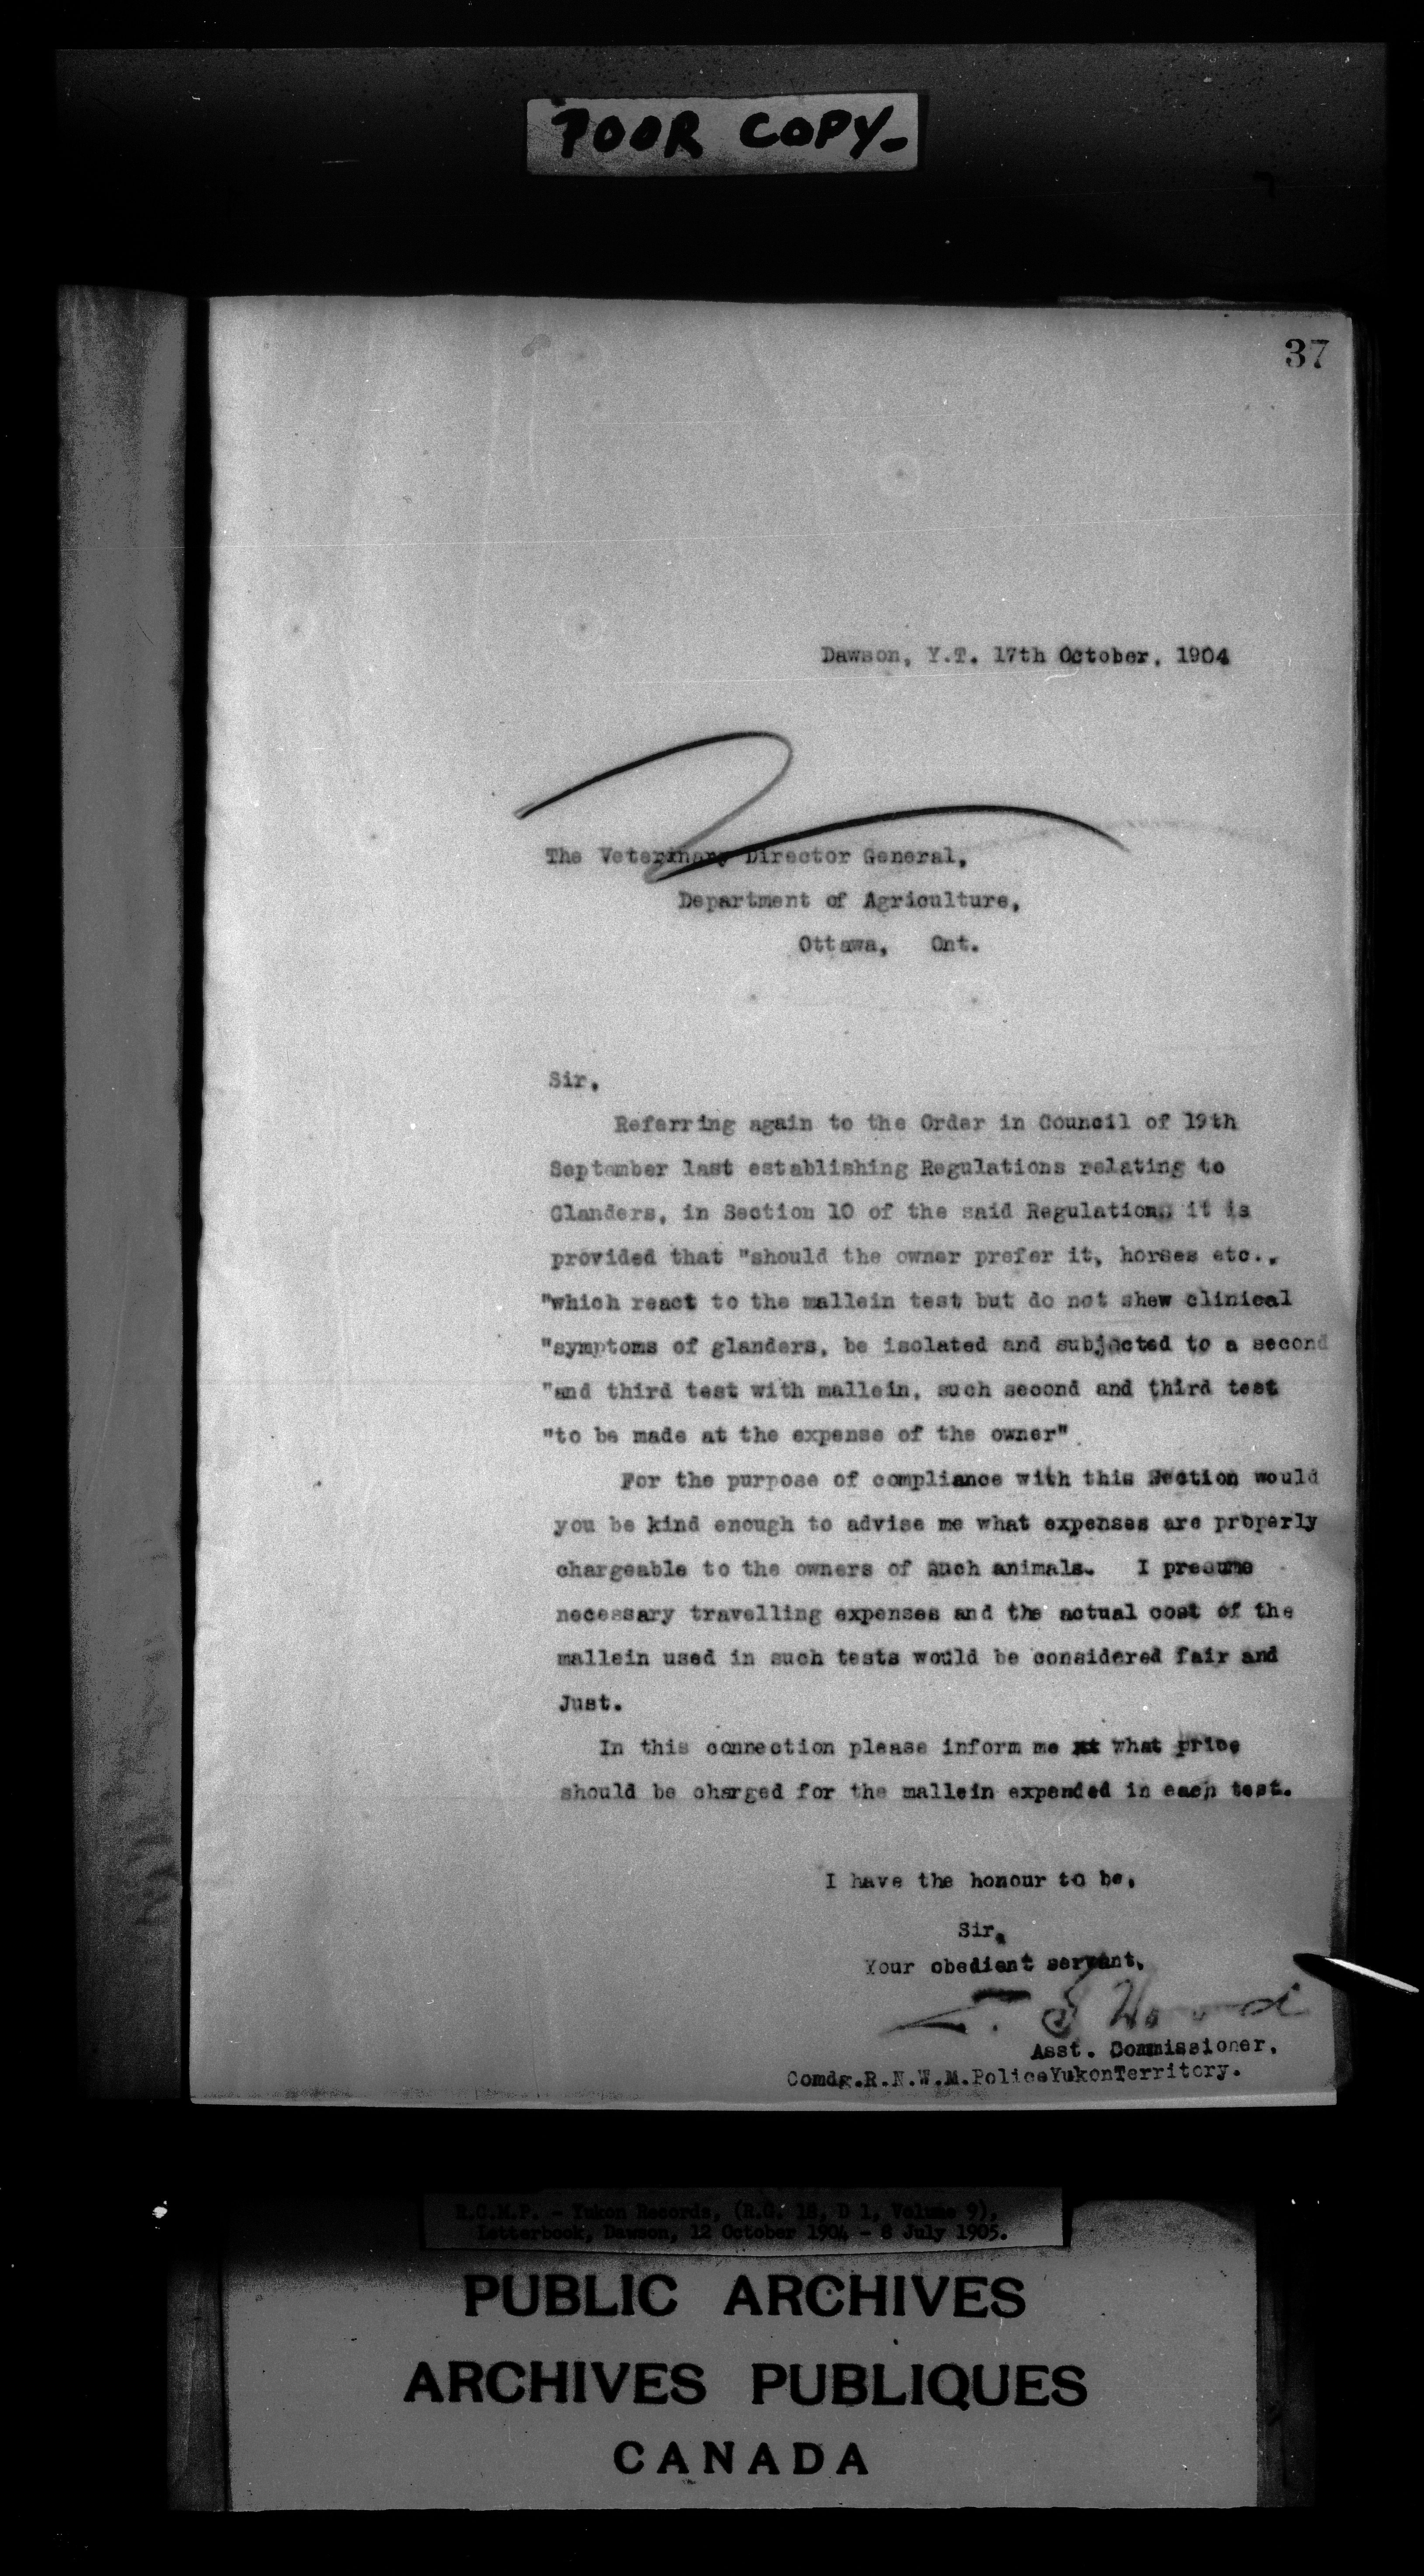 POOR COPY-
37
Dawson, Y.T. 17th October, 1904
The Veterinary Director General,
Department of Agriculture,
Ottawa, Ont.
Sir,
Referring again to the Order in Council of 19th
September last establishing Regulations relating to
Glanders, in Section 10 of the said Regulations it is
provided that "should the owner prefer it, horses etc.,
"which react to the mallein test but do not shew clinical
"symptoms of glanders, be isolated and subjected to a second
"and third test with mallein, such second and third test
"to be made at the expense of the owner".
For the purpose of compliance with this Section would
you be kind enough to advise me what expenses are properly
chargeable to the owners of such animals. I presume
necessary travelling expenses and the actual cost of the
mallein used in such tests would be considered fair and
Just.
In this connection please inform me what price
should be charged for the mallein expended in each test.
I have the honour to be,
Sir,
Your obedient servant,
Asst. Commissioner,
Comdg.R.N.W.M.PoliceYukonTerritory.
R.C.M.P. - Yukon Records, (R.G. 18, D 1, Volume 9),
Letterbook, Dawson, 12 October 1904 - 8 July 1905.
PUBLIC ARCHIVES
ARCHIVES PUBLIQUES
CANADA